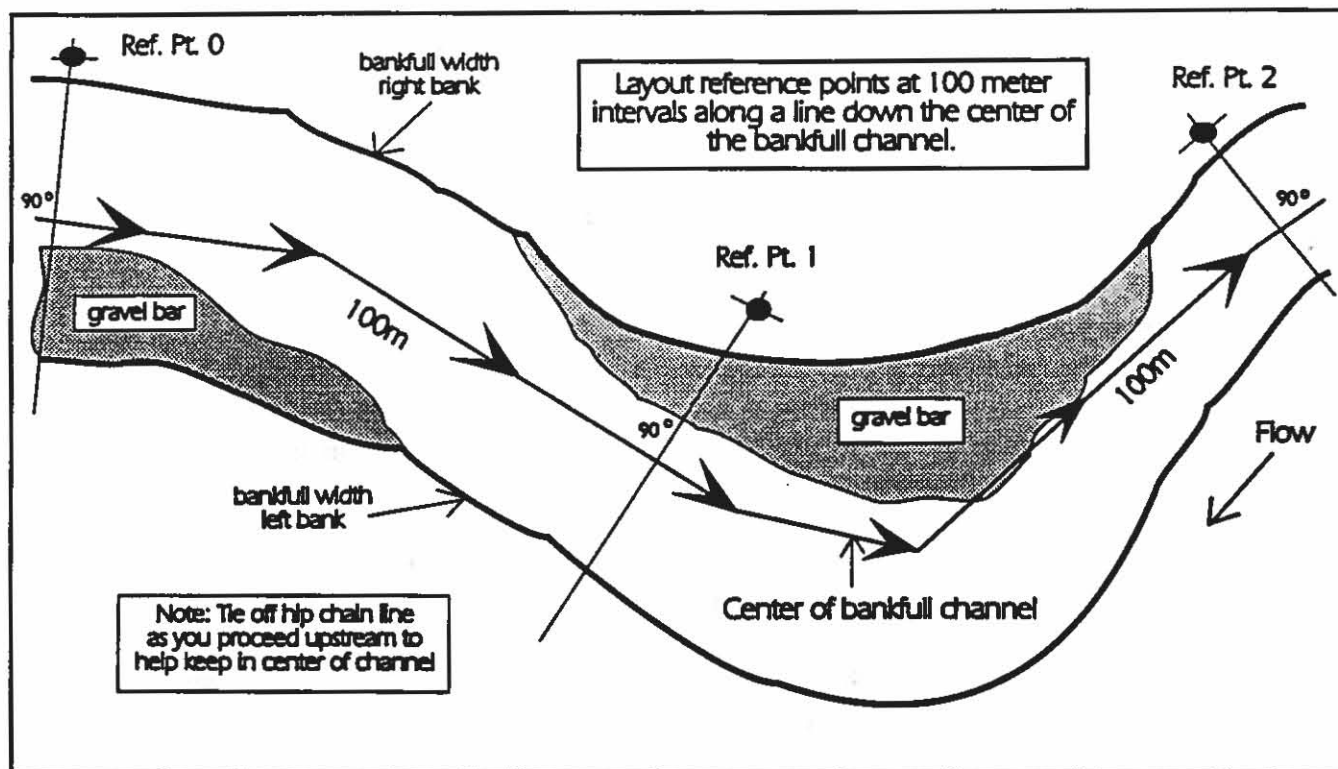 Ref. Pt. 0
bankfull width
right bank
Layout reference points at 100 meter
intervals along a line down the center of
the bankfull channel.
Ref. Pt. 2
90°
90°
Ref. Pt. 1
gravel bar
100m
gravel bar
100m
90°
Flow
bankfull width
left bank
Center of bankfull channel
Note: Tie off hip chain line
as you proceed upstream to
help keep in center of channel